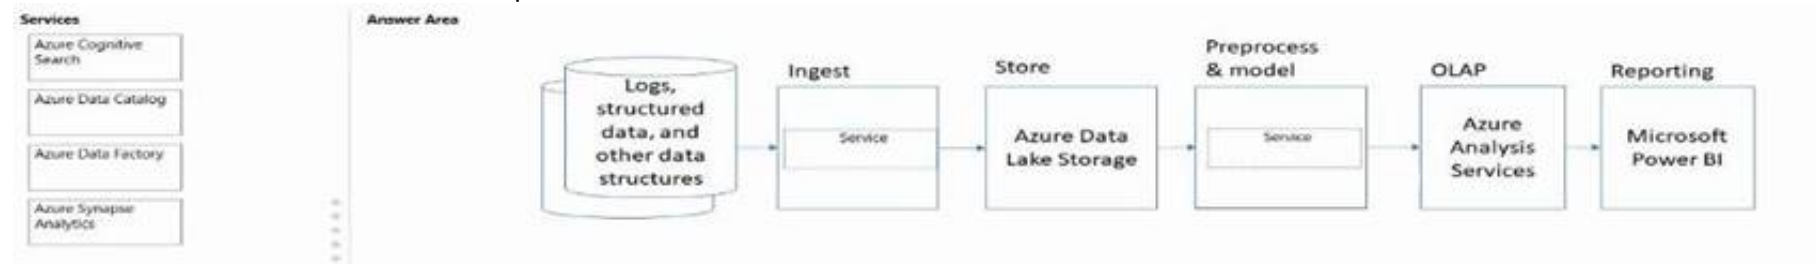 Services
Azure Cognitive
Search
Azure Data Catalog
Azure Data Factory
Azure Synapse
Analytics
Answer Area
Logs,
structured
data, and
other data
structures
Ingest
Service
Store
Azure Data
Lake Storage
Preprocess
& model
Service
OLAP
Azure
Analysis
Services
Reporting
Microsoft
Power BI